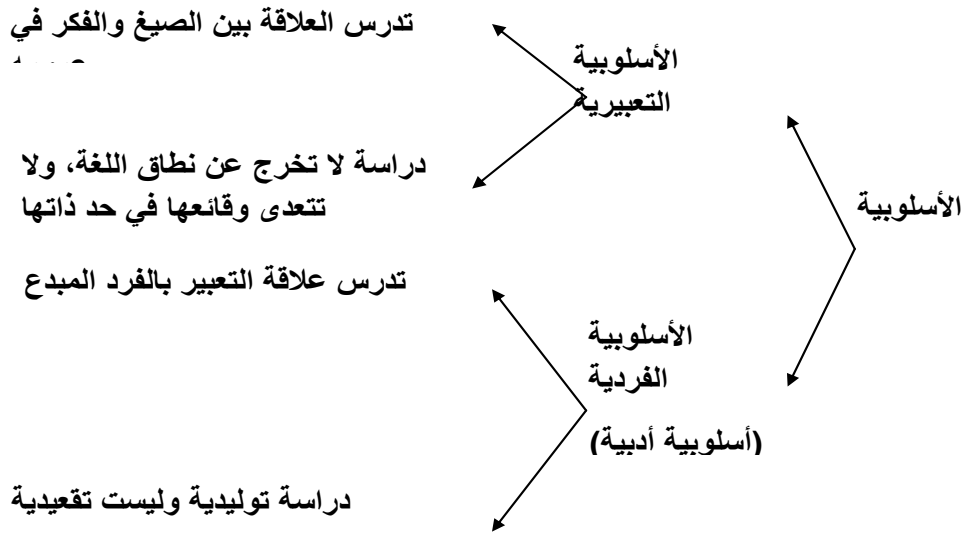 الأسلوبية
الأسلوبية
التعبيرية
تدرس العلاقة بين الصيغ والفكر في
دراسة لا تخرج عن نطاق اللغة، ولا
تتعدى وقائعها في حد ذاتها
الأسلوبية
الفردية
(أسلوبية أدبية)
تدرس علاقة التعبير بالفرد المبدع
دراسة توليدية وليست تقعيدية